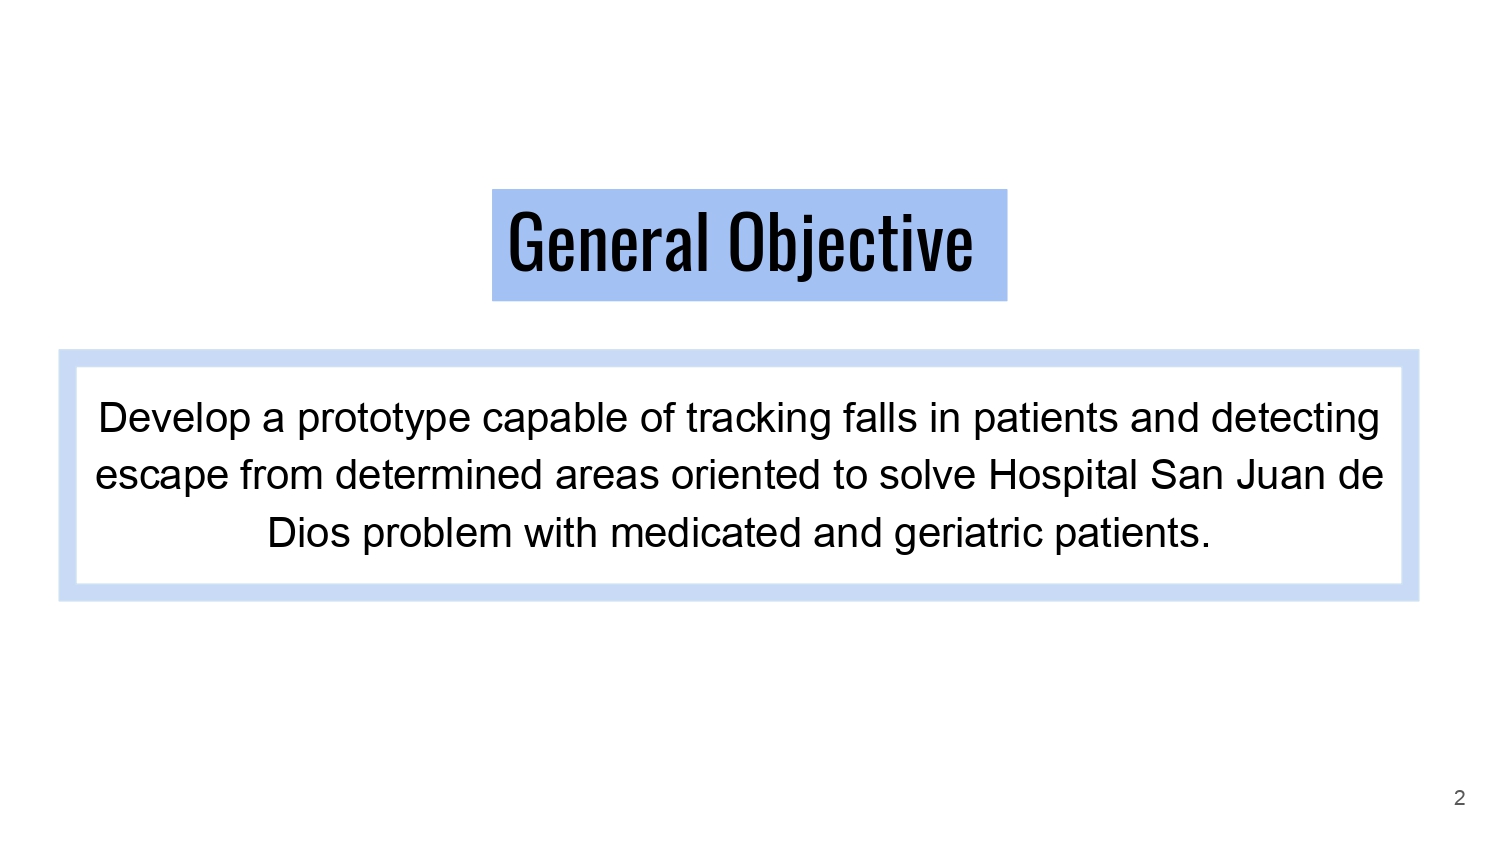 General Objective
Develop a prototype capable of tracking falls in patients and detecting
escape from determined areas oriented to solve Hospital San Juan de
Dios problem with medicated and geriatric patients.
2